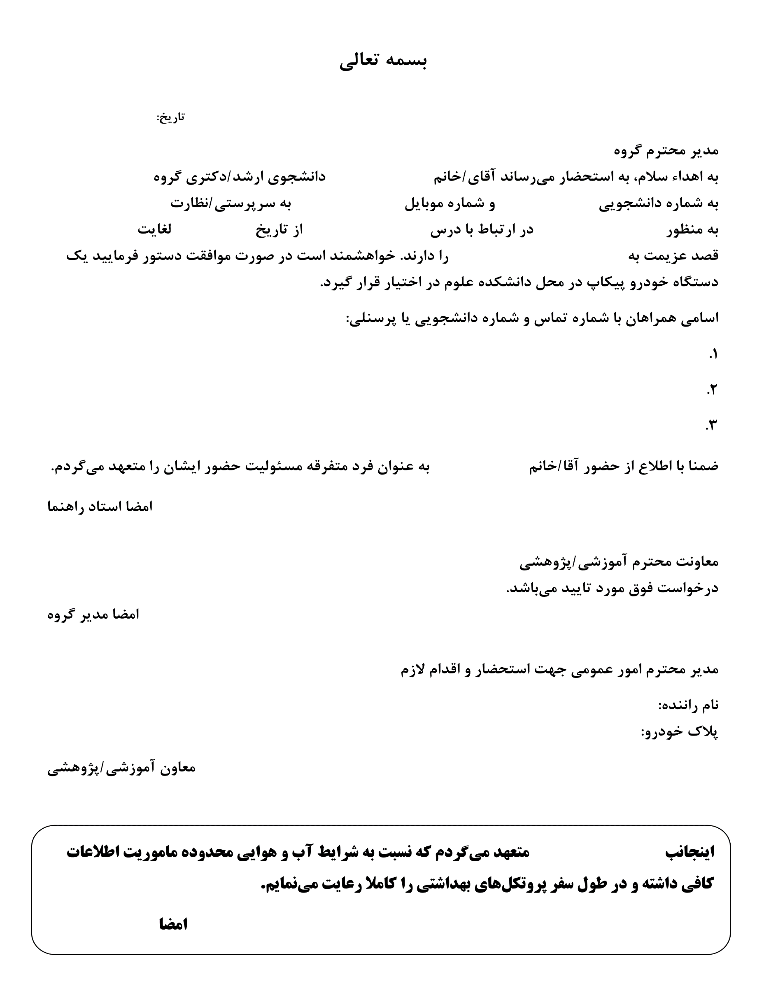 بسمه تعالی
تاریخ:
مدیر محترم گروه
به اهداء سلام، به استحضار می‌رساند آقای/خانم دانشجوی ارشد/دکتری گروه
به شماره دانشجویی و شماره موبایل به سرپرستی/نظارت
به منظور در ارتباط با درس از تاریخ لغایت
قصد عزیمت به را دارند. خواهشمند است در صورت موافقت دستور فرمایید یک
دستگاه خودرو پیکاپ در محل دانشکده علوم در اختیار قرار گیرد.
اسامی همراهان با شماره تماس و شماره دانشجویی یا پرسنلی:
۱.
۲.
۳.
ضمنا با اطلاع از حضور آقا/خانم به عنوان فرد متفرقه مسئولیت حضور ایشان را متعهد می‌گردم.
امضا استاد راهنما
معاونت محترم آموزشی/پژوهشی
درخواست فوق مورد تایید می‌باشد.
امضا مدیر گروه
مدیر محترم امور عمومی جهت استحضار و اقدام لازم
نام راننده:
پلاک خودرو:
معاون آموزشی/پژوهشی
اینجانب متعهد می‌گردم که نسبت به شرایط آب و هوایی محدوده ماموریت اطلاعات
کافی داشته و در طول سفر پروتکل‌های بهداشتی را کاملا رعایت می‌نمایم.
امضا